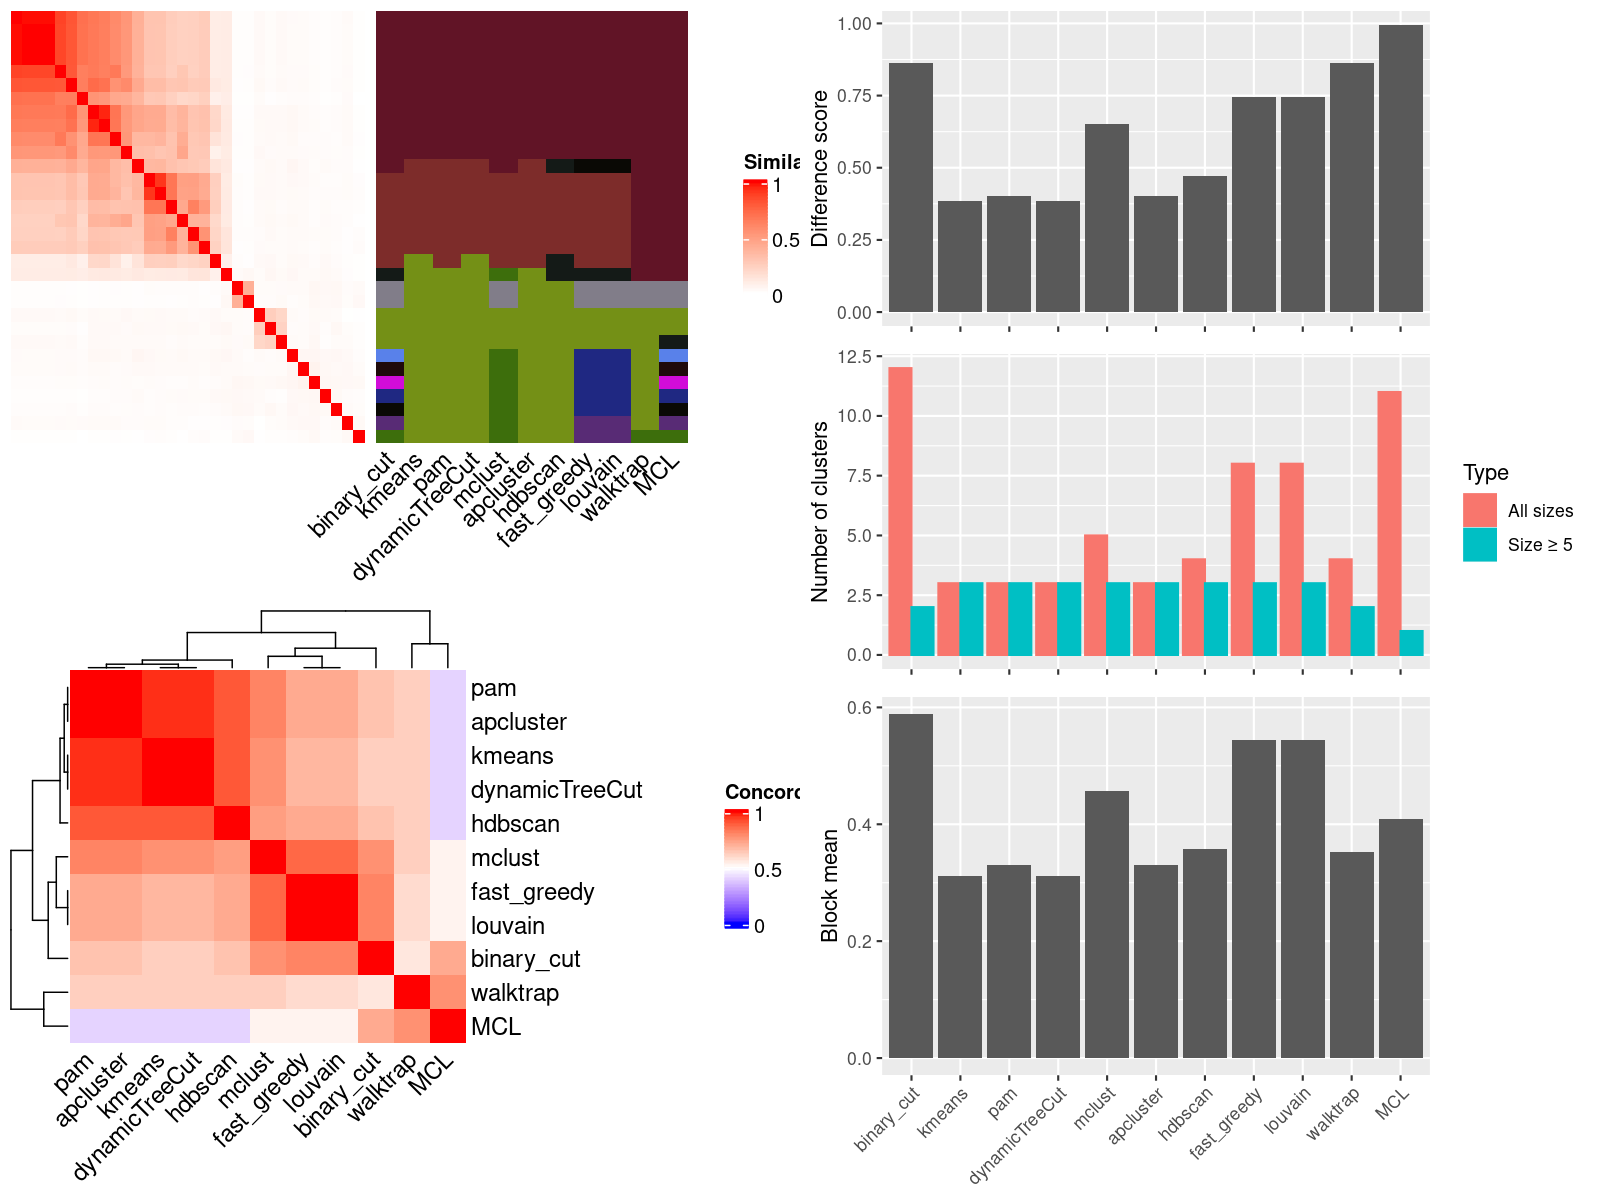 Simila
1
0.5
0
binary_cut
kmeans
pam
dynamicTreeCut
mclust
apcluster
hdbscan
fast_greedy
louvain
walktrap
MCL
pam
apcluster
kmeans
dynamicTreeCut
hdbscan
mclust
fast_greedy
louvain
binary_cut
walktrap
MCL
Concord
1
0.5
0
pam
apcluster
kmeans
dynamicTreeCut
hdbscan
mclust
fast_greedy
louvain
binary_cut
walktrap
MCL
Difference score
1.00
0.75
0.50
0.25
0.00
Number of clusters
12.5
10.0
7.5
5.0
2.5
0.0
Type
All sizes
Size ≥ 5
Block mean
0.6
0.4
0.2
0.0
binary_cut
kmeans
pam
dynamicTreeCut
mclust
apcluster
hdbscan
fast_greedy
louvain
walktrap
MCL